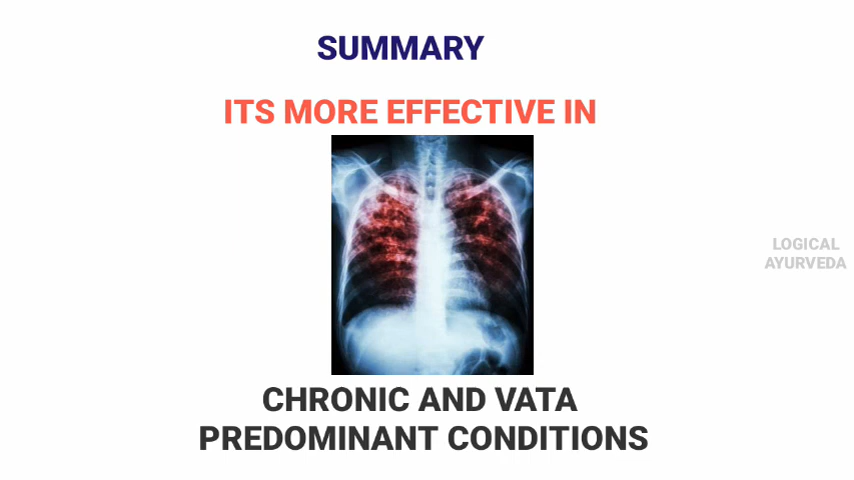 SUMMARY
ITS MORE EFFECTIVE IN
LOGICAL
AYURVEDA
CHRONIC AND VATA
PREDOMINANT CONDITIONS